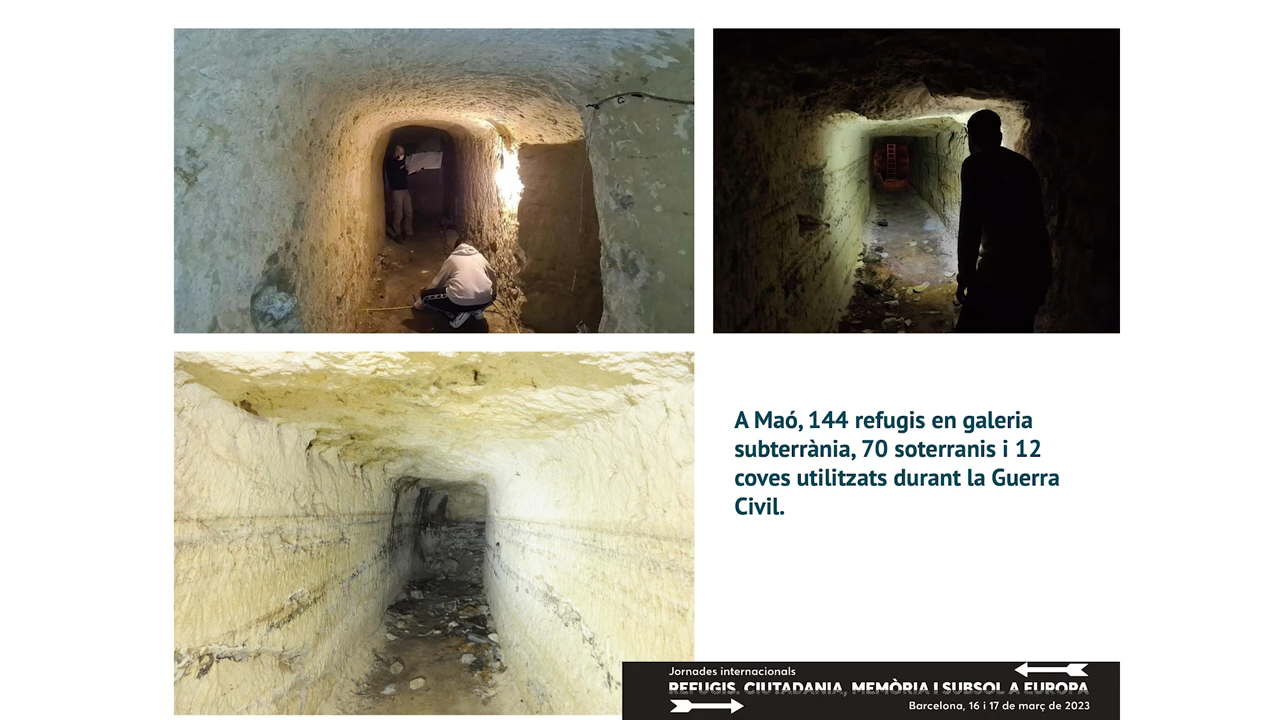 A Maó, 144 refugis en galeria
subterrània, 70 soterranis i 12
coves utilitzats durant la Guerra
Civil.
Jornades internacionals
REFUGIS. CIUTADANIA, MEMÒRIA I SUBSOL A EUROPA
Barcelona, 16 i 17 de març de 2023